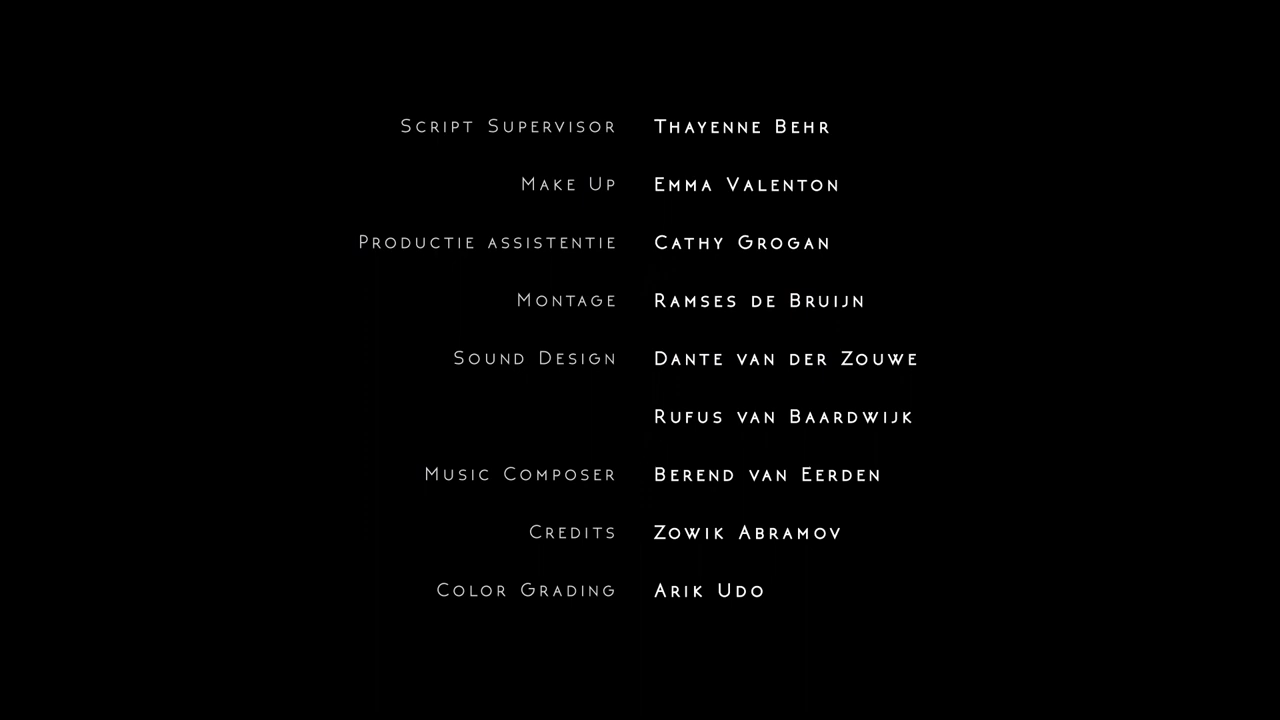 Script Supervisor Thayenne Behr
Make Up Emma Valenton
Productie assistentie Cathy Grogan
Montage Ramses de Bruijn
Sound Design Dante van der Zouwe
Rufus van Baardwijk
Music Composer Berend van Eerden
Credits Zowik Abramov
Color Grading Arik Udo